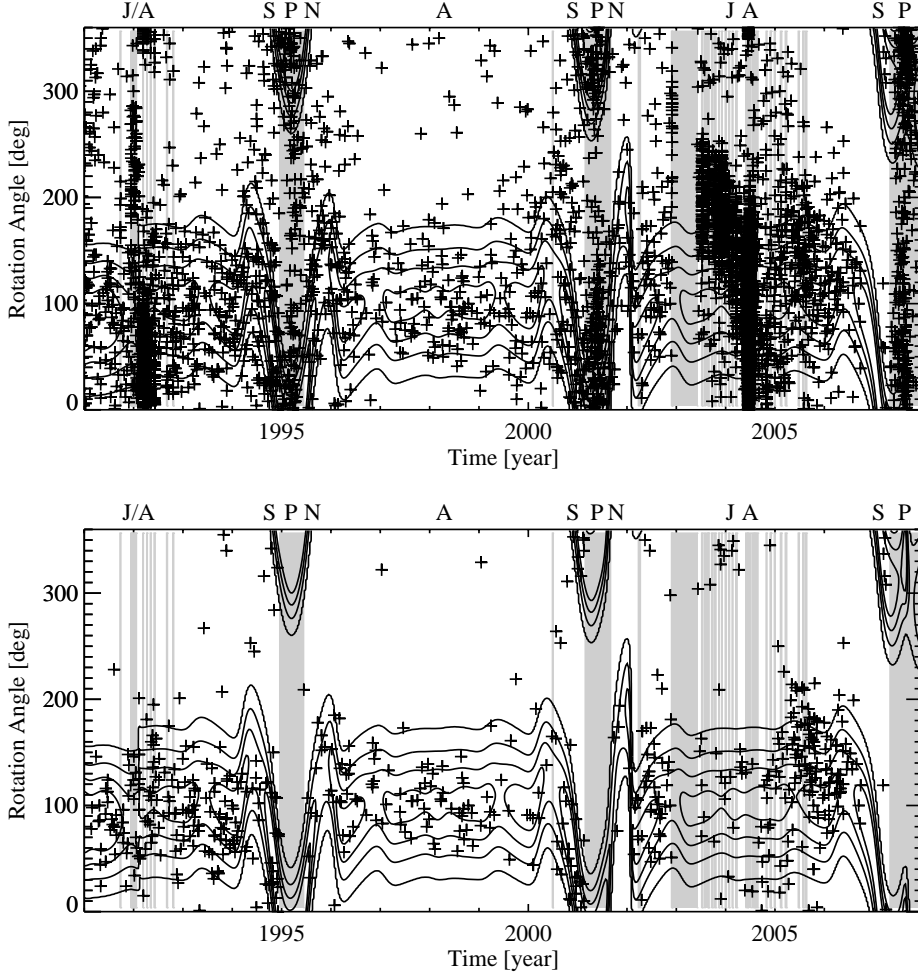 J/A S P N A S P N J A S P
Rotation Angle [deg]
300
200
100
0
1995 2000 2005
Time [year]
J/A S P N A S P N J A S P
Rotation Angle [deg]
300
200
100
0
1995 2000 2005
Time [year]